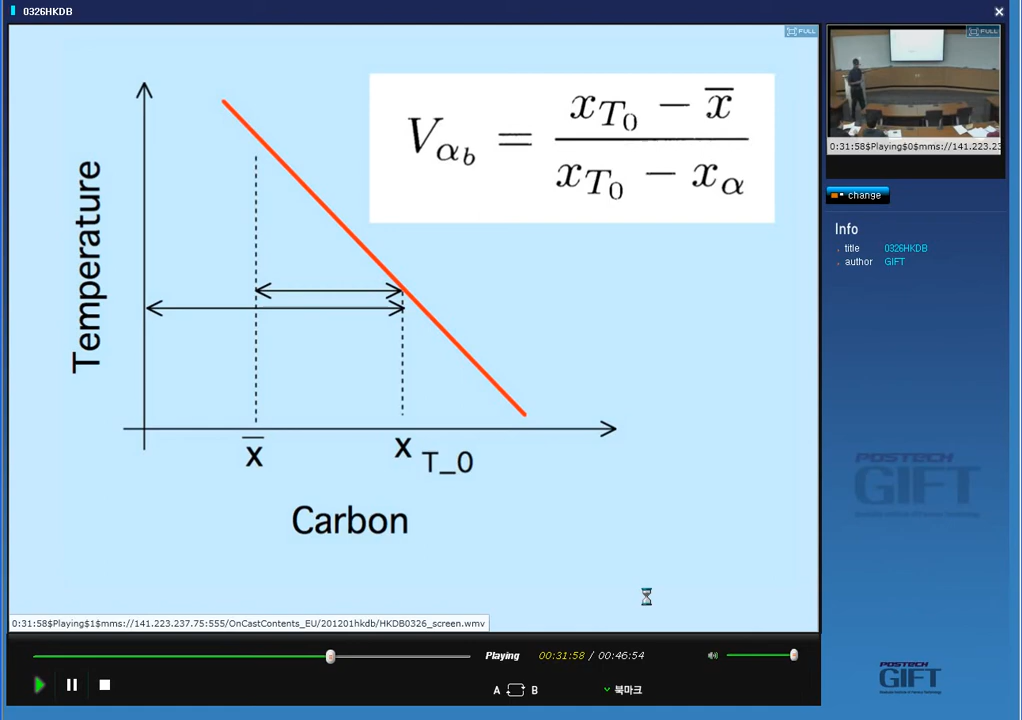 0326HKDB
FULL
FULL
V_{α_b} = \frac{x_{T_0} - \overline{x}}{x_{T_0} - x_α}
Temperature
x̄
x T_0
Carbon
0:31:58$Playing$0$mms://141.223.23
change
Info
title 0326HKDB
author GIFT
POSTECH
GIFT
0:31:58$Playing$1$mms://141.223.237.75:555/OnCastContents_EU/201201hkdb/HKDB0326_screen.wmv
Playing 00:31:58 / 00:46:54
A B
북마크
POSTECH
GIFT